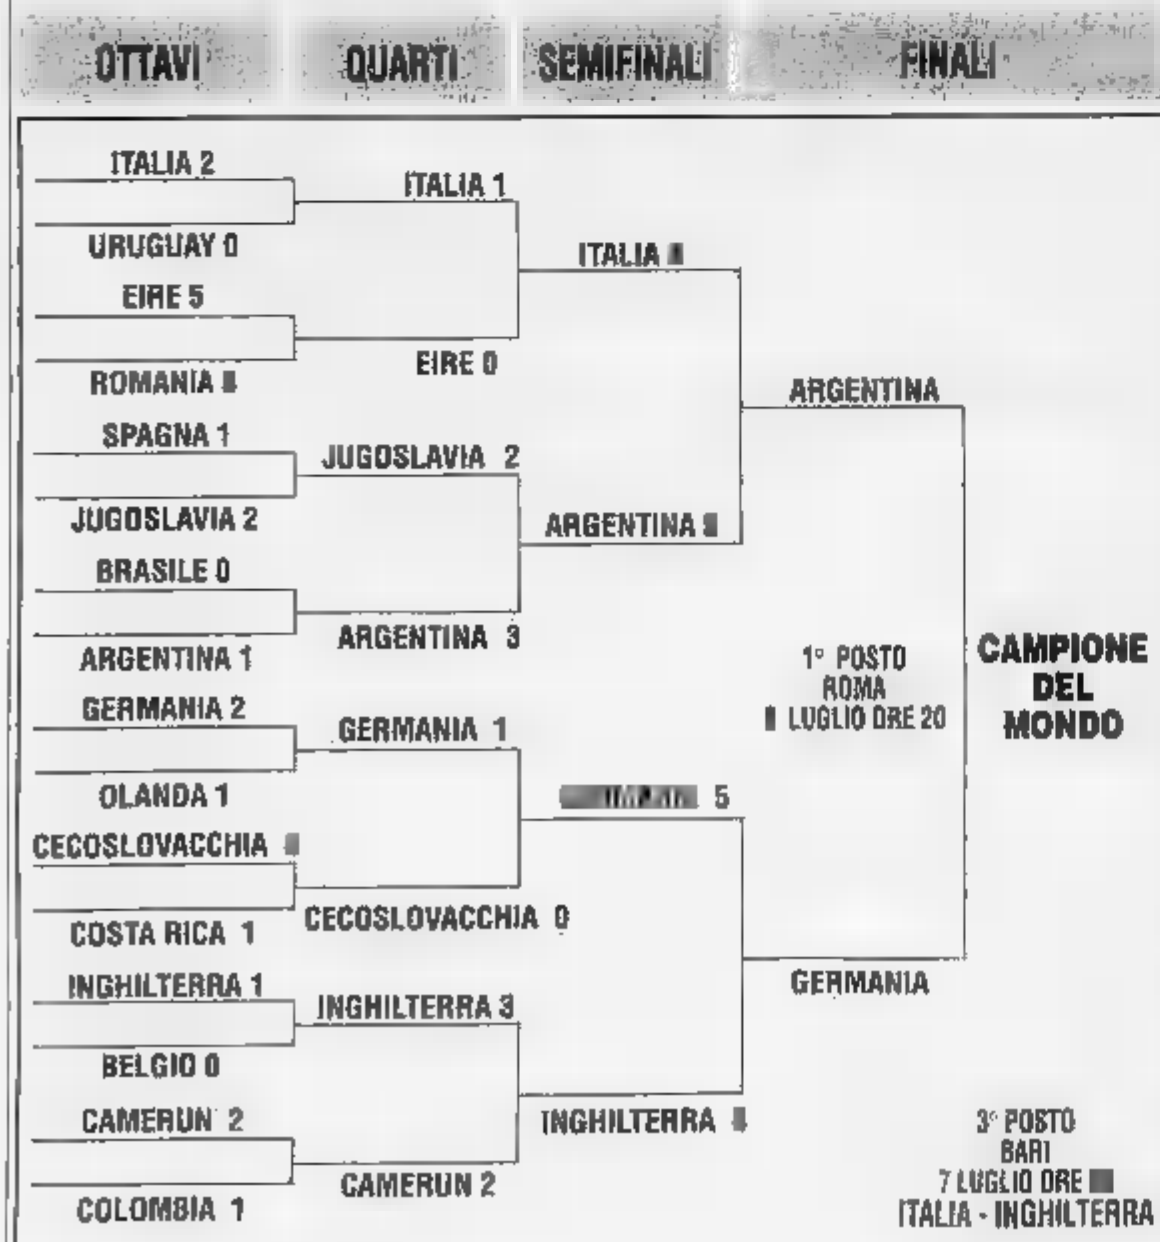 OTTAVI QUARTI SEMIFINALI FINALI
ITALIA 2
URUGUAY 0
EIRE 5
ROMANIA
SPAGNA 1
JUGOSLAVIA 2
BRASILE 0
ARGENTINA 1
GERMANIA 2
OLANDA 1
CECOSLOVACCHIA
COSTA RICA 1
INGHILTERRA 1
BELGIO 0
CAMERUN 2
COLOMBIA 1
ITALIA 1
EIRE 0
JUGOSLAVIA 2
ARGENTINA 3
GERMANIA 1
CECOSLOVACCHIA 0
INGHILTERRA 3
CAMERUN 2
ITALIA
ARGENTINA
5
INGHILTERRA
ARGENTINA
GERMANIA
1° POSTO
ROMA
LUGLIO ORE 20
CAMPIONE
DEL
MONDO
3° POSTO
BARI
7 LUGLIO ORE
ITALIA - INGHILTERRA